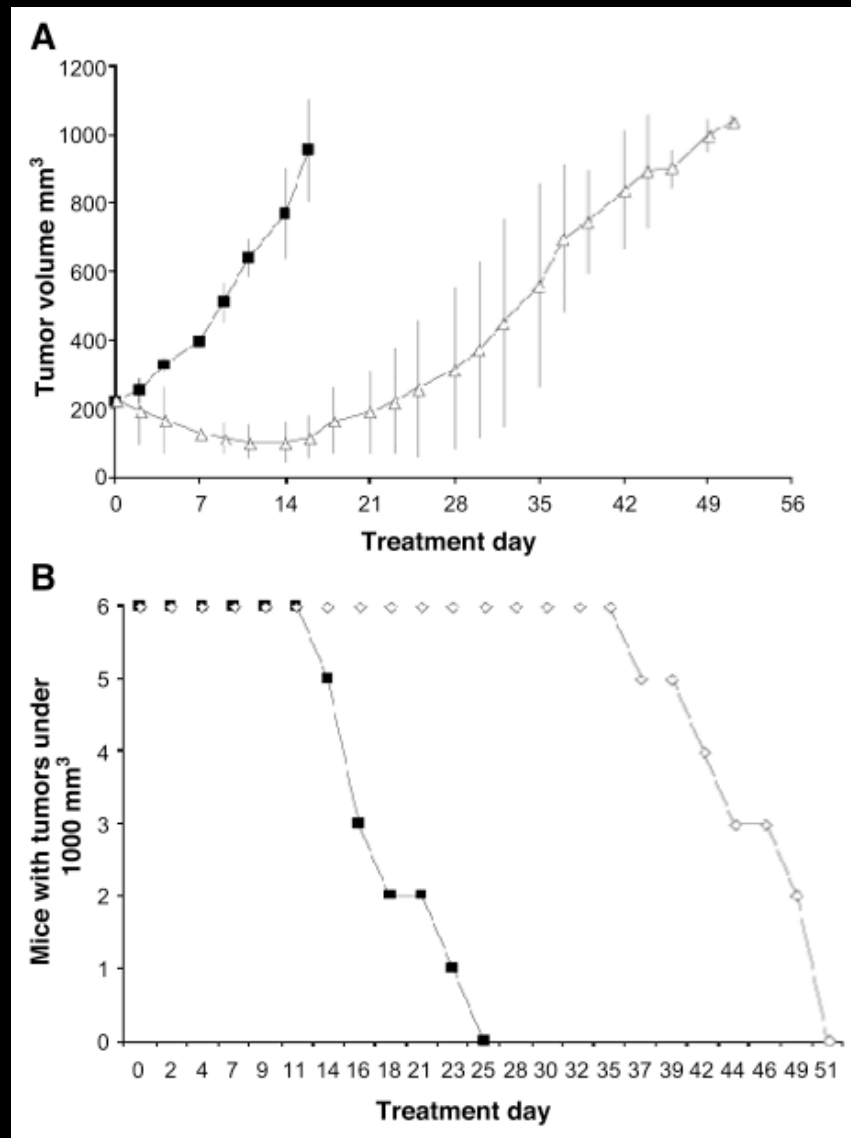 A
1200
1000
800
600
400
200
0
Tumor volume mm³
0 7 14 21 28 35 42 49 56
Treatment day
B
6
5
4
3
2
1
0
Mice with tumors under
1000 mm³
0 2 4 7 9 11 14 16 18 21 23 25 28 30 32 35 37 39 42 44 46 49 51
Treatment day